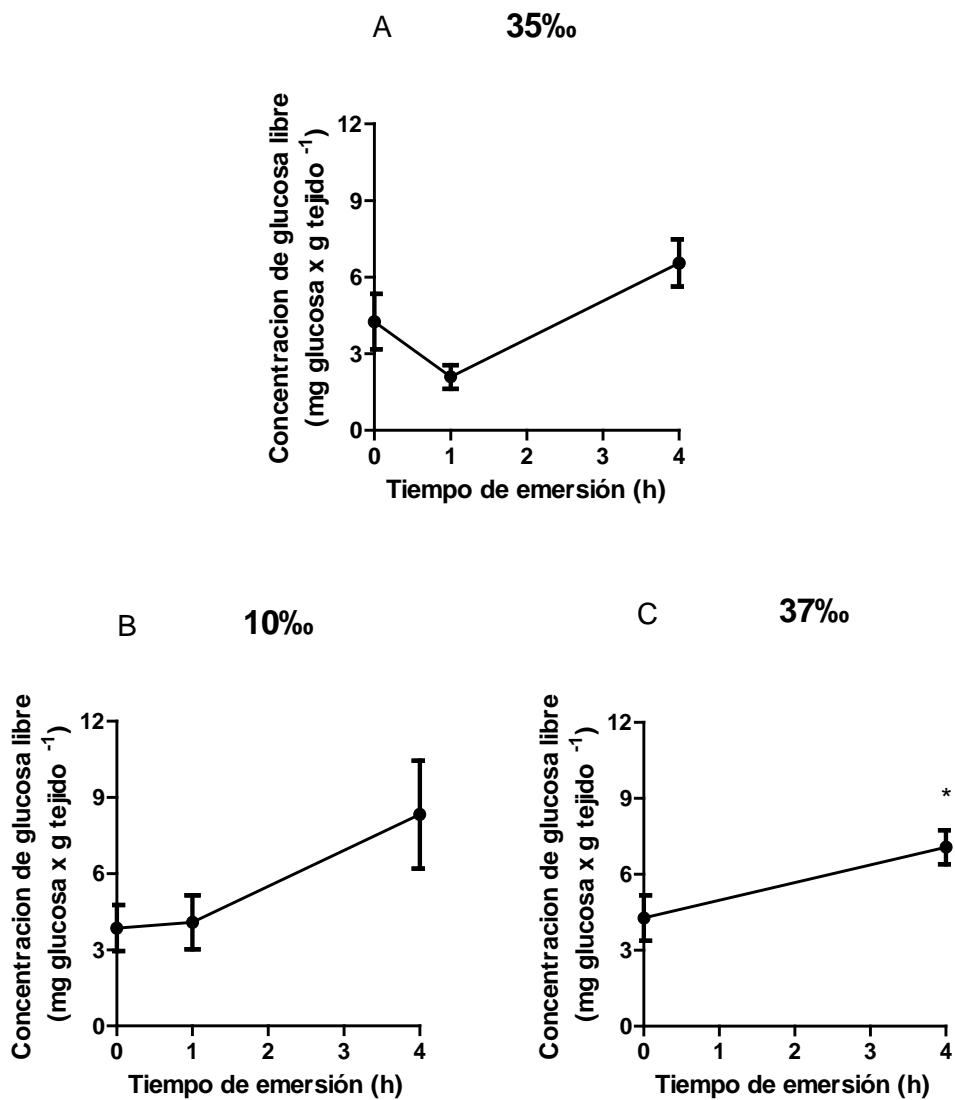 A 35‰
Concentracion de glucosa libre
(mg glucosa x g tejido -1)
12
9
6
3
0
0 1 2 3 4
Tiempo de emersión (h)
B 10‰
Concentracion de glucosa libre
(mg glucosa x g tejido -1)
12
9
6
3
0
0 1 2 3 4
Tiempo de emersión (h)
C 37‰
Concentracion de glucosa libre
(mg glucosa x g tejido -1)
12
9
6
3
0
*
0 1 2 3 4
Tiempo de emersión (h)